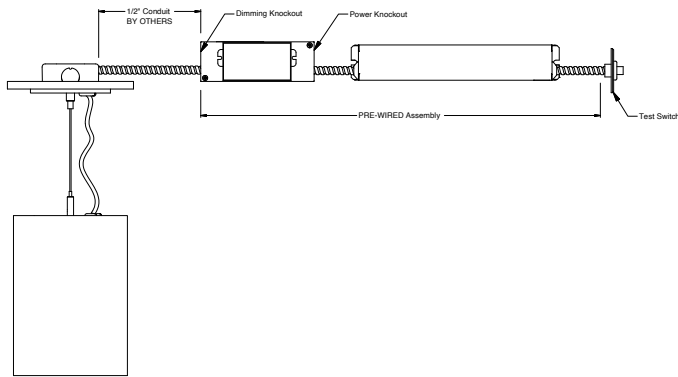 1/2" Conduit
BY OTHERS
Dimming Knockout
Power Knockout
PRE-WIRED Assembly
Test Switch